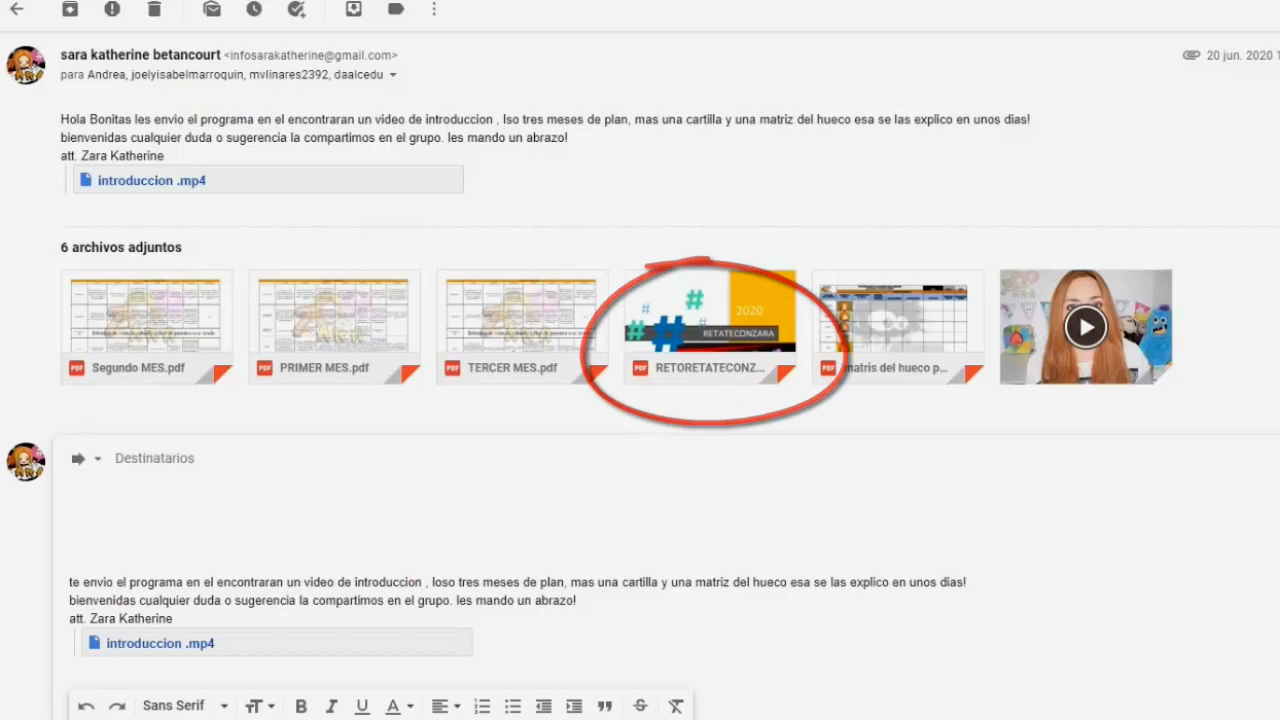 sara katherine betancourt <infosarakatherine@gmail.com>
20 jun. 2020
para Andrea, joelyisabelmarroquin, mvlinares2392, daalcedu
Hola Bonitas les envio el programa en el encontraran un video de introduccion , lso tres meses de plan, mas una cartilla y una matriz del hueco esa se las explico en unos dias!
bienvenidas cualquier duda o sugerencia la compartimos en el grupo. les mando un abrazo!
att. Zara Katherine
introduccion .mp4
6 archivos adjuntos
2020
RETATECONZARA
PDF Segundo MES.pdf
PDF PRIMER MES.pdf
PDF TERCER MES.pdf
PDF RETORETATECONZ...
PDF matris del hueco p...
Destinatarios
te envio el programa en el encontraran un video de introduccion , loso tres meses de plan, mas una cartilla y una matriz del hueco esa se las explico en unos dias!
bienvenidas cualquier duda o sugerencia la compartimos en el grupo. les mando un abrazo!
att. Zara Katherine
introduccion .mp4
Sans Serif